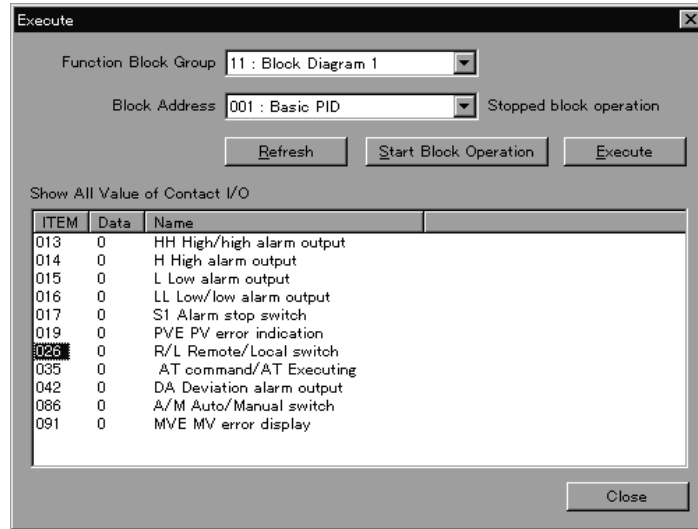 Execute
Function Block Group 11 : Block Diagram 1
Block Address 001 : Basic PID Stopped block operation
Refresh Start Block Operation Execute
Show All Value of Contact I/O
ITEM Data Name
013 0 HH High/high alarm output
014 0 H High alarm output
015 0 L Low alarm output
016 0 LL Low/low alarm output
017 0 S1 Alarm stop switch
019 0 PVE PV error indication
026 0 R/L Remote/Local switch
035 0 AT command/AT Executing
042 0 DA Deviation alarm output
086 0 A/M Auto/Manual switch
091 0 MVE MV error display
Close